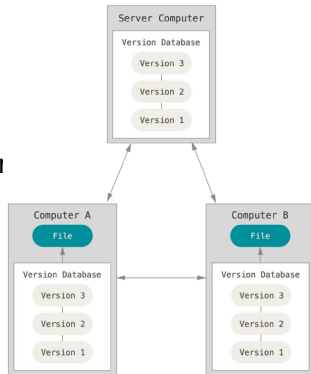 Server Computer
Version Database
Version 3
Version 2
Version 1
Computer A
File
Version Database
Version 3
Version 2
Version 1
Computer B
File
Version Database
Version 3
Version 2
Version 1